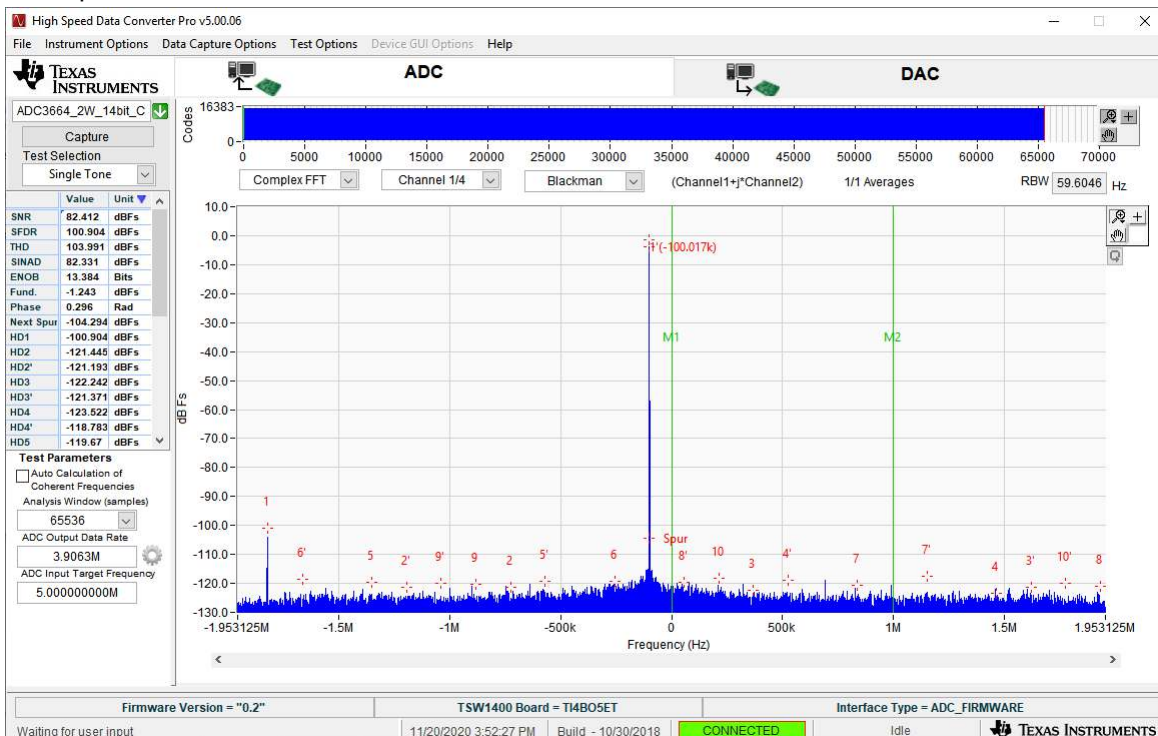 High Speed Data Converter Pro v5.00.06
File Instrument Options Data Capture Options Test Options Device GUI Options Help
TEXAS INSTRUMENTS
ADC
DAC
ADC3664_2W_14bit_C
Capture
Test Selection
Single Tone
Codes
16383
0
0 5000 10000 15000 20000 25000 30000 35000 40000 45000 50000 55000 60000 65000 70000
Complex FFT Channel 1/4 Blackman (Channel1+j*Channel2) 1/1 Averages RBW 59.6046 Hz
Value Unit
SNR 82.412 dBFs
SFDR 100.904 dBFs
THD 103.991 dBFs
SINAD 82.331 dBFs
ENOB 13.384 Bits
Fund. -1.243 dBFs
Phase 0.296 Rad
Next Spur -104.294 dBFs
HD1 -100.904 dBFs
HD2 -121.445 dBFs
HD2' -121.193 dBFs
HD3 -122.242 dBFs
HD3' -121.371 dBFs
HD4 -123.522 dBFs
HD4' -118.783 dBFs
HD5 -119.67 dBFs
Test Parameters
Auto Calculation of
Coherent Frequencies
Analysis Window (samples)
65536
ADC Output Data Rate
3.9063M
ADC Input Target Frequency
5.000000000M
dB Fs
10.0
0.0
-10.0
-20.0
-30.0
-40.0
-50.0
-60.0
-70.0
-80.0
-90.0
-100.0
-110.0
-120.0
-130.0
1'(-100.017k)
M1 M2
1
Spur
6' 5 2' 9' 9 2 5' 6 8' 10 3 4' 7 7' 4 3' 10' 8
-1.953125M -1.5M -1M -500k 0 500k 1M 1.5M 1.953125M
Frequency (Hz)
Firmware Version = "0.2" TSW1400 Board = TI4BO5ET Interface Type = ADC_FIRMWARE
Waiting for user input 11/20/2020 3:52:27 PM Build - 10/30/2018 CONNECTED Idle TEXAS INSTRUMENTS